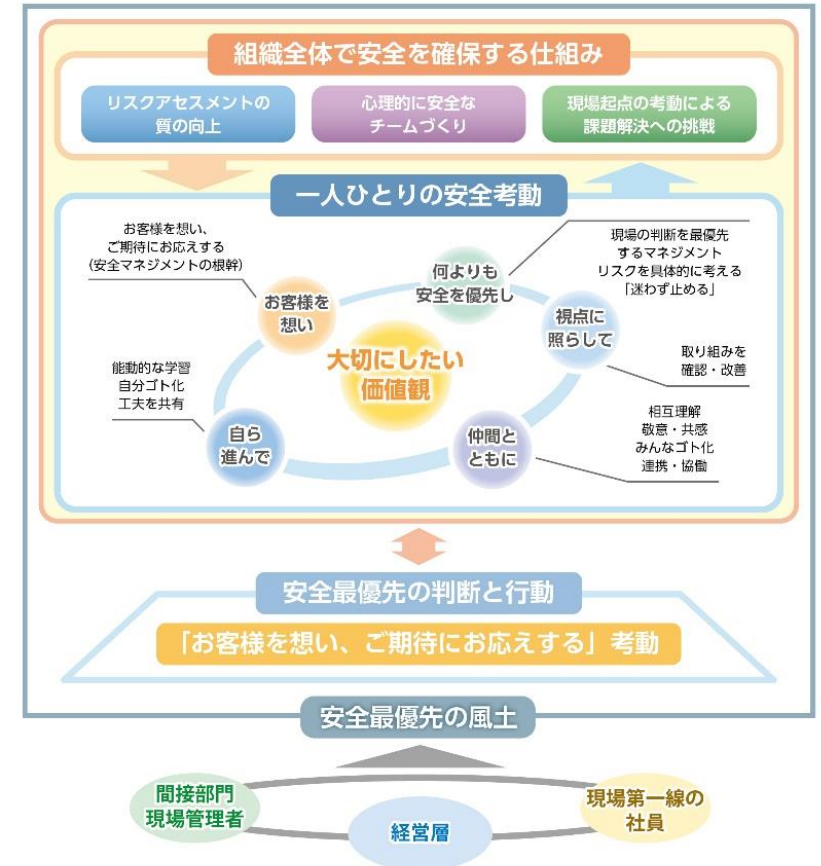 組織全体で安全を確保する仕組み
リスクアセスメントの
質の向上
心理的に安全な
チームづくり
現場起点の考動による
課題解決への挑戦
一人ひとりの安全考動
お客様を想い、
ご期待にお応えする
(安全マネジメントの根幹)
お客様を
想い
何よりも
安全を優先し
現場の判断を最優先
するマネジメント
リスクを具体的に考える
「迷わず止める」
視点に
照らして
取り組みを
確認・改善
大切にしたい
価値観
能動的な学習
自分ゴト化
工夫を共有
自ら
進んで
仲間と
ともに
相互理解
敬意・共感
みんなゴト化
連携・協働
安全最優先の判断と行動
「お客様を想い、ご期待にお応えする」考動
安全最優先の風土
間接部門
現場管理者
経営層
現場第一線の
社員